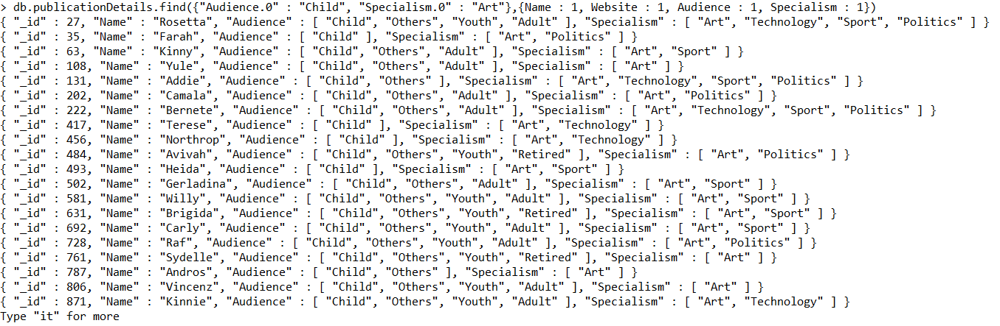 > db.publicationDetails.find({"Audience.0" : "Child", "Specialism.0" : "Art"},{Name : 1, Website : 1, Audience : 1, Specialism : 1})
{ "_id" : 27, "Name" : "Rosetta", "Audience" : [ "Child", "Others", "Youth", "Adult" ], "Specialism" : [ "Art", "Technology", "Sport", "Politics" ] }
{ "_id" : 35, "Name" : "Farah", "Audience" : [ "Child" ], "Specialism" : [ "Art", "Politics" ] }
{ "_id" : 63, "Name" : "Kinny", "Audience" : [ "Child", "Others", "Adult" ], "Specialism" : [ "Art", "Sport" ] }
{ "_id" : 108, "Name" : "Yule", "Audience" : [ "Child", "Others", "Adult" ], "Specialism" : [ "Art" ] }
{ "_id" : 131, "Name" : "Addie", "Audience" : [ "Child", "Others" ], "Specialism" : [ "Art", "Technology", "Sport", "Politics" ] }
{ "_id" : 202, "Name" : "Camala", "Audience" : [ "Child", "Others", "Adult" ], "Specialism" : [ "Art", "Politics" ] }
{ "_id" : 222, "Name" : "Bernete", "Audience" : [ "Child", "Others", "Adult" ], "Specialism" : [ "Art", "Technology", "Sport", "Politics" ] }
{ "_id" : 417, "Name" : "Terese", "Audience" : [ "Child" ], "Specialism" : [ "Art", "Technology" ] }
{ "_id" : 456, "Name" : "Northrop", "Audience" : [ "Child" ], "Specialism" : [ "Art", "Technology" ] }
{ "_id" : 484, "Name" : "Avivah", "Audience" : [ "Child", "Others", "Youth", "Retired" ], "Specialism" : [ "Art", "Politics" ] }
{ "_id" : 493, "Name" : "Heida", "Audience" : [ "Child" ], "Specialism" : [ "Art", "Sport" ] }
{ "_id" : 502, "Name" : "Gerladina", "Audience" : [ "Child", "Others", "Adult" ], "Specialism" : [ "Art", "Sport" ] }
{ "_id" : 581, "Name" : "Willy", "Audience" : [ "Child", "Others", "Youth", "Adult" ], "Specialism" : [ "Art", "Sport" ] }
{ "_id" : 631, "Name" : "Brigida", "Audience" : [ "Child", "Others", "Youth", "Retired" ], "Specialism" : [ "Art", "Sport" ] }
{ "_id" : 692, "Name" : "Carly", "Audience" : [ "Child", "Others", "Youth", "Adult" ], "Specialism" : [ "Art", "Sport" ] }
{ "_id" : 728, "Name" : "Raf", "Audience" : [ "Child", "Others", "Youth", "Adult" ], "Specialism" : [ "Art", "Politics" ] }
{ "_id" : 761, "Name" : "Sydelle", "Audience" : [ "Child", "Others", "Youth", "Retired" ], "Specialism" : [ "Art" ] }
{ "_id" : 787, "Name" : "Andros", "Audience" : [ "Child", "Others" ], "Specialism" : [ "Art" ] }
{ "_id" : 806, "Name" : "Vincenz", "Audience" : [ "Child", "Others", "Youth", "Adult" ], "Specialism" : [ "Art" ] }
{ "_id" : 871, "Name" : "Kinnie", "Audience" : [ "Child", "Others", "Youth", "Adult" ], "Specialism" : [ "Art", "Technology" ] }
Type "it" for more